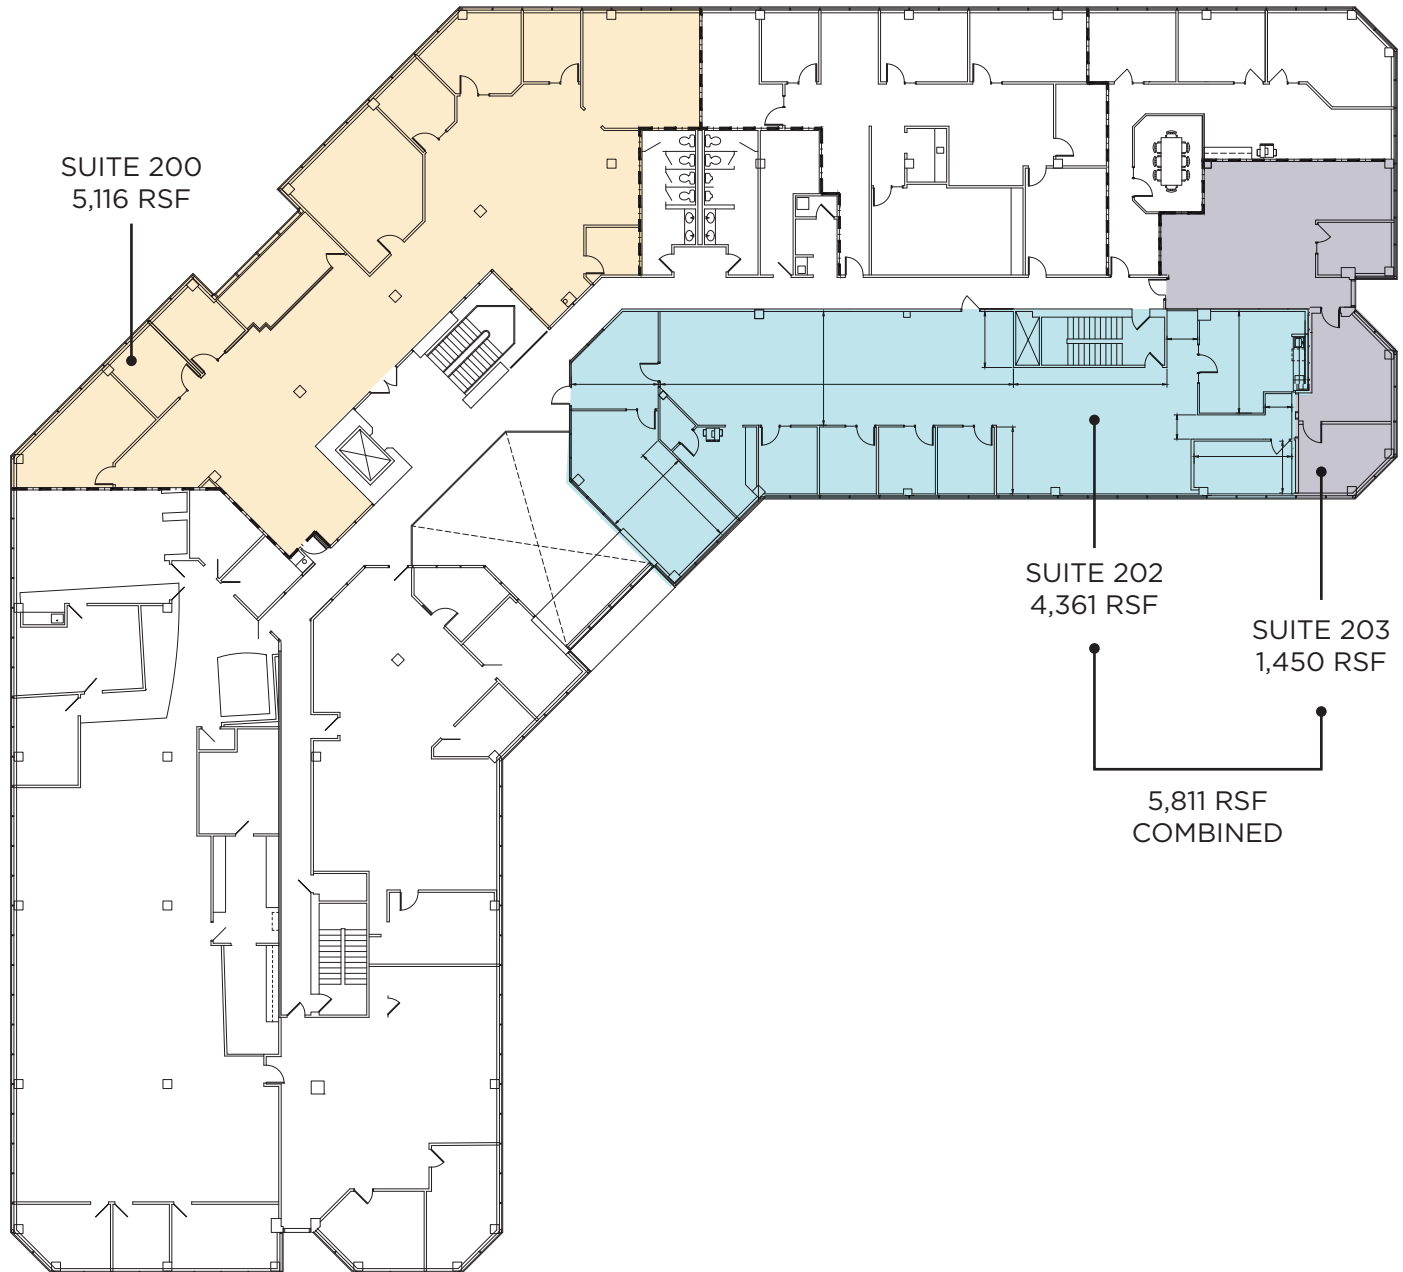 SUITE 200
5,116 RSF
SUITE 202
4,361 RSF
SUITE 203
1,450 RSF
5,811 RSF
COMBINED